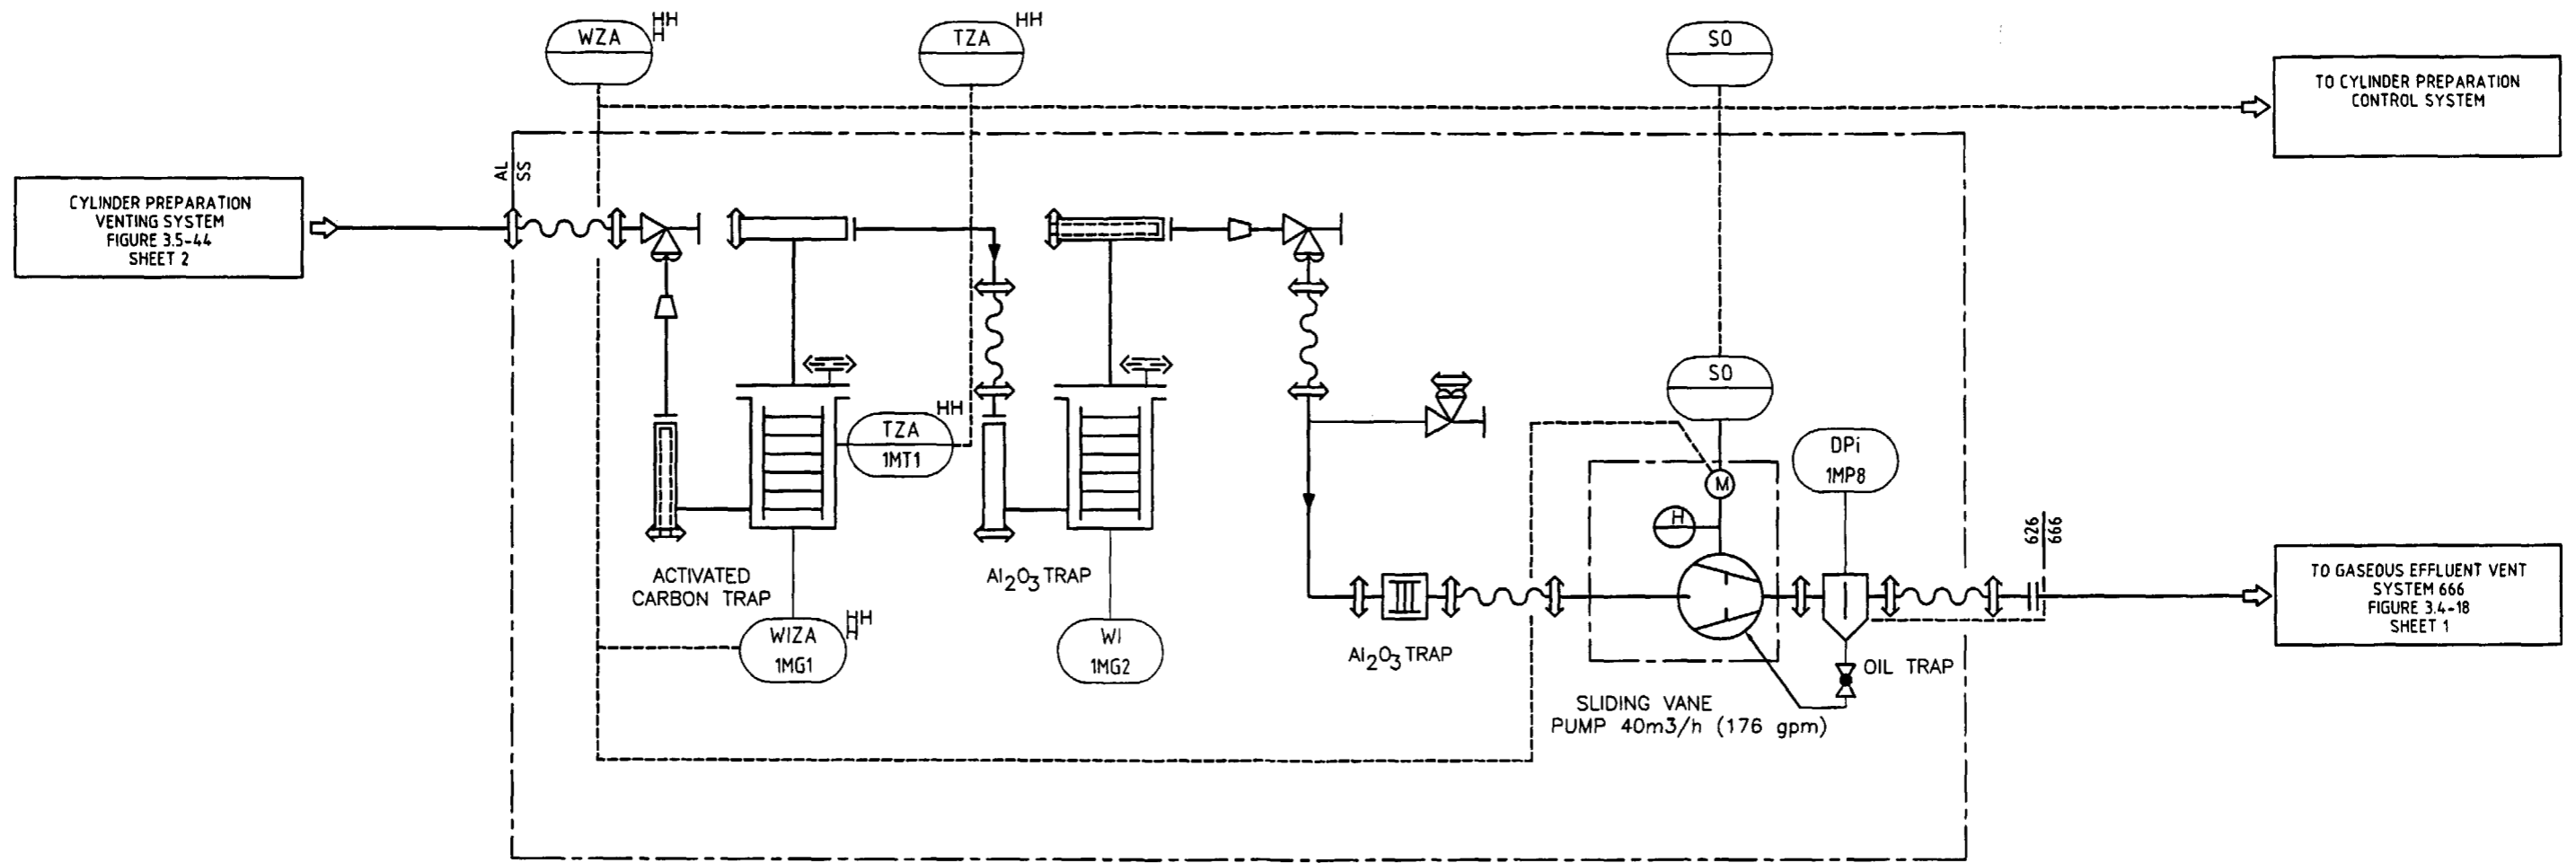 WZA
HH
H
TZA
HH
SO
TO CYLINDER PREPARATION
CONTROL SYSTEM
AL
SS
CYLINDER PREPARATION
VENTING SYSTEM
FIGURE 3.5-44
SHEET 2
TZA
1MT1
HH
SO
M
H
DPi
1MP8
626
666
ACTIVATED
CARBON TRAP
Al2O3 TRAP
WIZA
1MG1
HH
H
WI
1MG2
Al2O3 TRAP
OIL TRAP
SLIDING VANE
PUMP 40m3/h (176 gpm)
TO GASEOUS EFFLUENT VENT
SYSTEM 666
FIGURE 3.4-18
SHEET 1